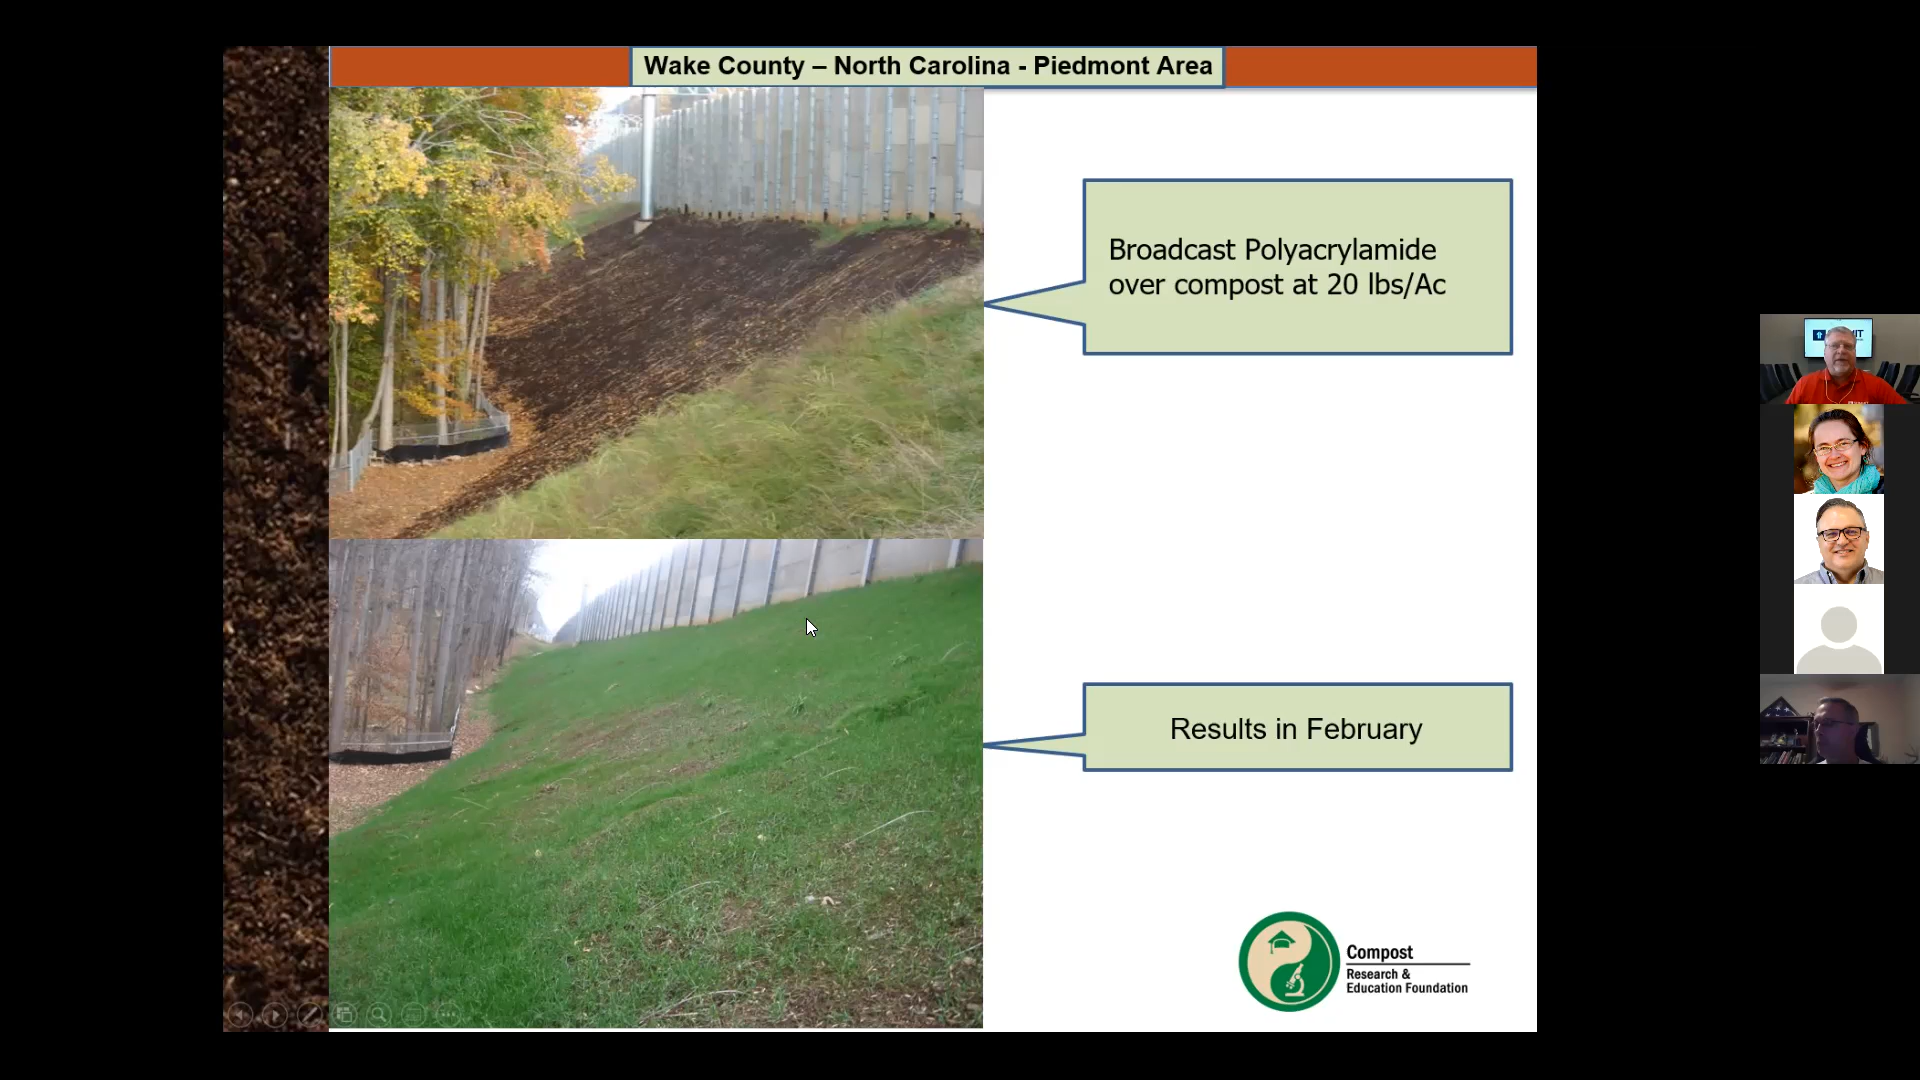 Wake County – North Carolina - Piedmont Area
Broadcast Polyacrylamide
over compost at 20 lbs/Ac
Results in February
Compost
Research &
Education Foundation